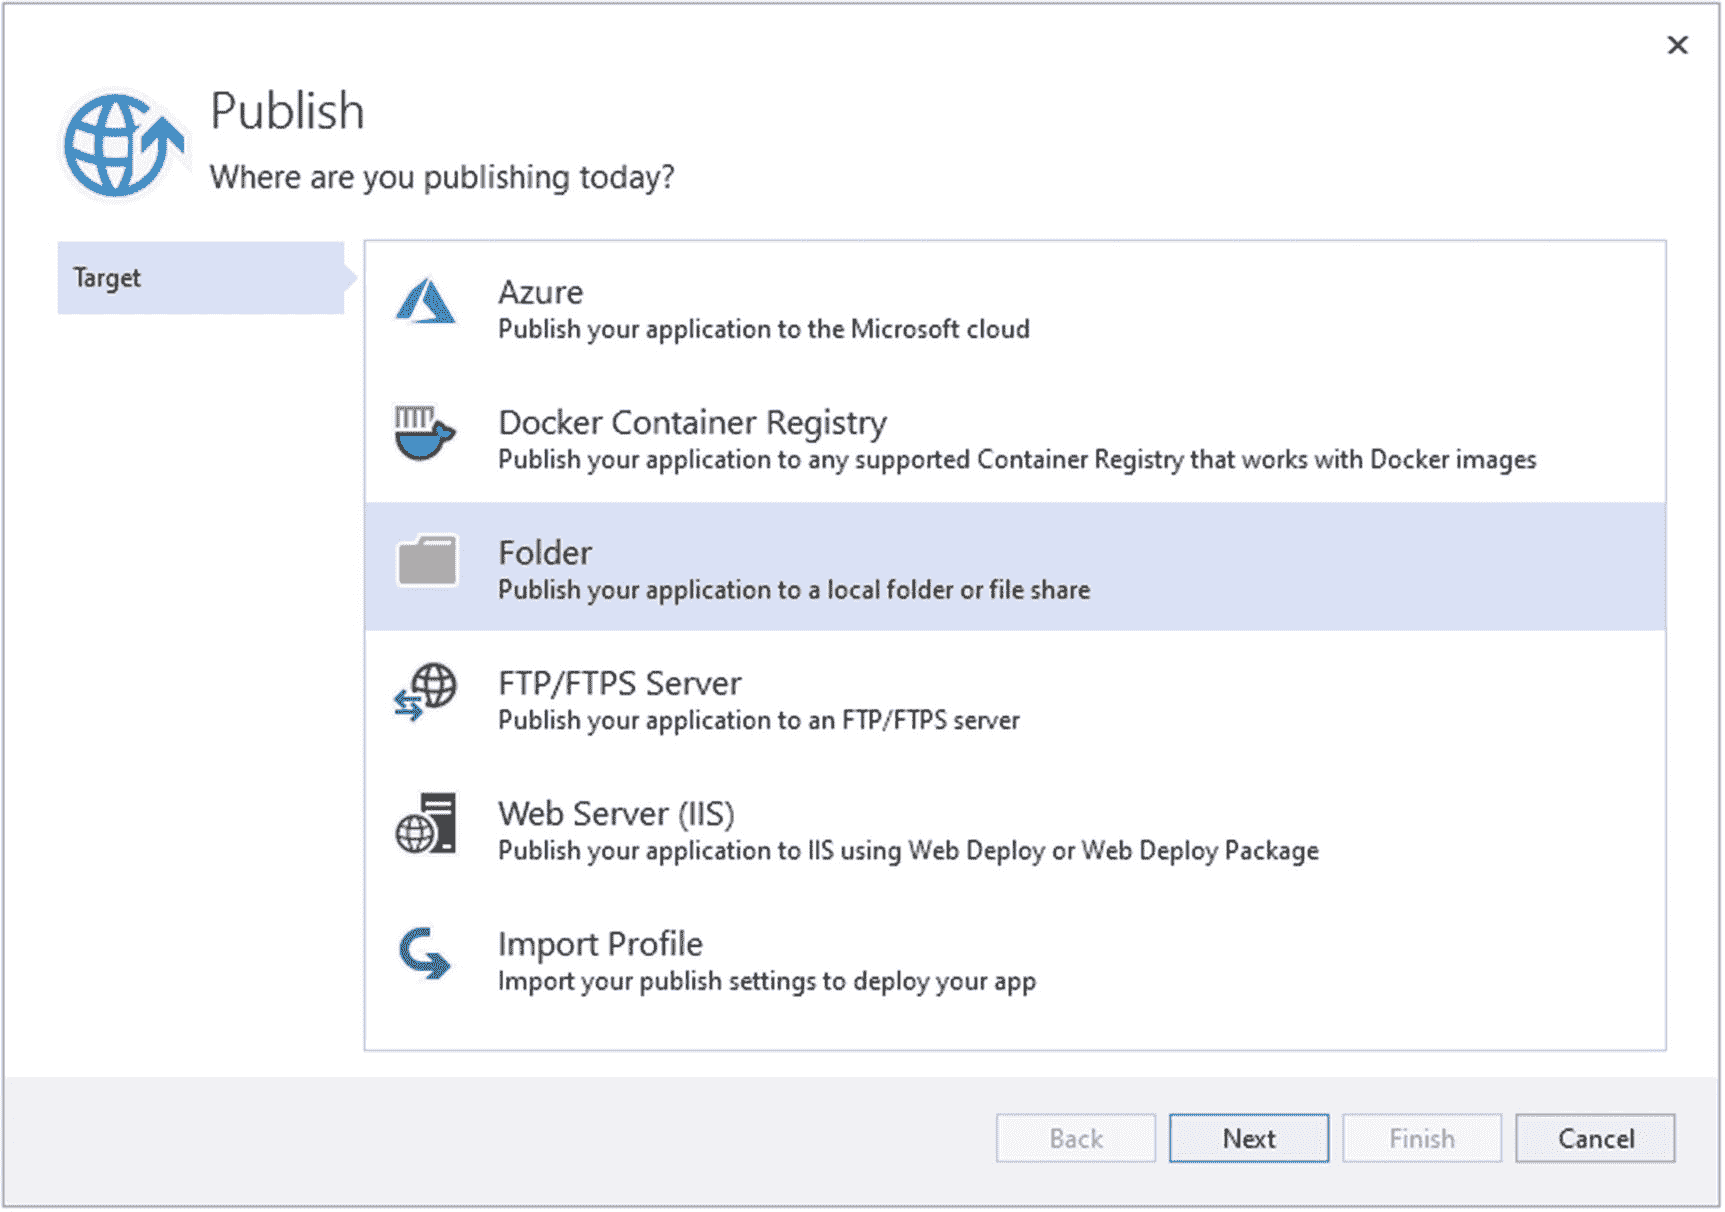 Publish
Where are you publishing today?
Target
Azure
Publish your application to the Microsoft cloud
Docker Container Registry
Publish your application to any supported Container Registry that works with Docker images
Folder
Publish your application to a local folder or file share
FTP/FTPS Server
Publish your application to an FTP/FTPS server
Web Server (IIS)
Publish your application to IIS using Web Deploy or Web Deploy Package
Import Profile
Import your publish settings to deploy your app
Back
Next
Finish
Cancel